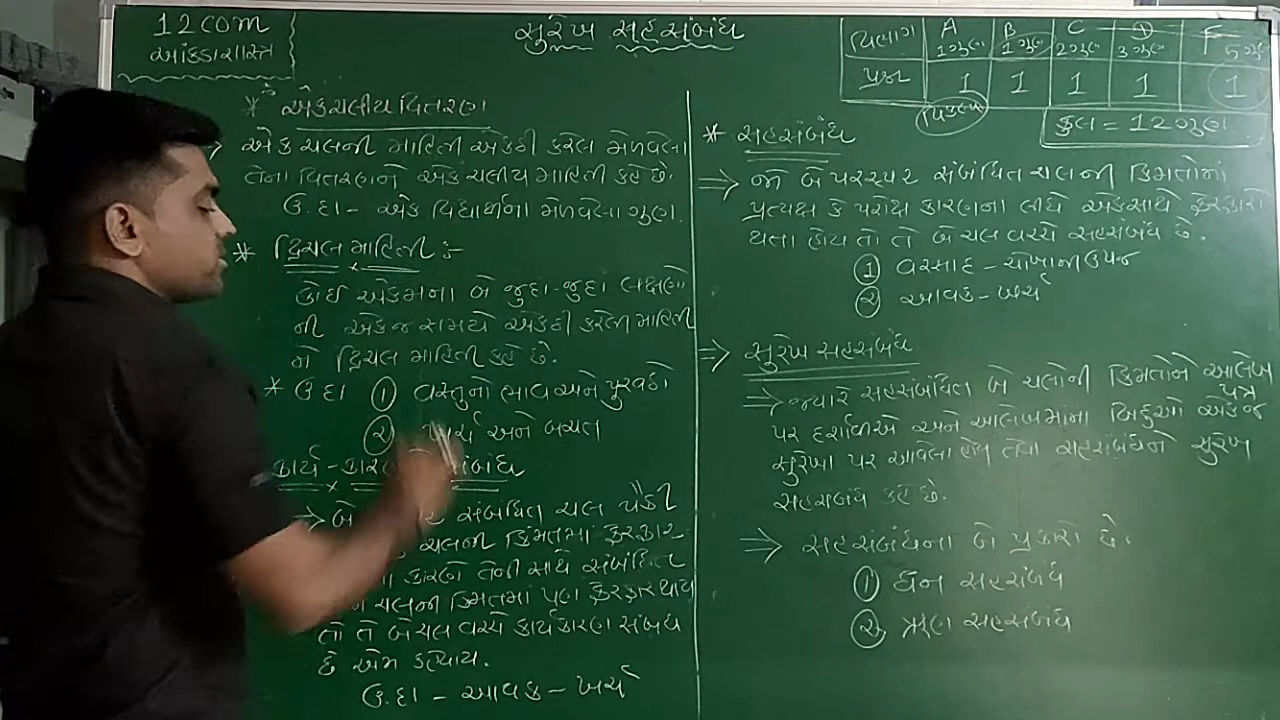 12 com
આંકડાશાસ્ત્ર
સુરેખ સહસંબંધ
વિભાગ A 1 ગુણ B 1 ગુણ C 2 ગુણ D 3 ગુણ F 5 ગુણ
પ્રશ્ન 1 1 1 1 1
વિકલ્પ
કુલ = 12 ગુણ
* એકચલીય વિતરણ
એક ચલની માહિતી એકઠી કરેલ મેળવેલા
તેના વિતરણને એક ચલીય માહિતી કહે છે.
ઉ.દા - એક વિદ્યાર્થીના મેળવેલા ગુણ.
* દ્વિચલ માહિતી :-
કોઈ એકમના બે જુદા-જુદા લક્ષણો
ની એક જ સમયે એકઠી કરેલી માહિતી
ને દ્વિચલ માહિતી કહે છે.
* ઉ દા ① વસ્તુનો ભાવ અને પુરવઠો
② ખર્ચ અને બચત
કાર્ય - કારણ સંબંધ
⇒ બે સંબંધિત ચલ પૈકી
ચલની કિંમતમાં ફેરફાર
કારણે તેની સાથે સંબંધિત
ચલની કિંમતમાં પણ ફેરફાર થાય
તો તે બે ચલ વચ્ચે કાર્યકારણ સંબંધ
છે એમ કહેવાય.
ઉ.દા - આવક - ખર્ચ
* સહસંબંધ
⇒ જો બે પરસ્પર સંબંધિત ચલની કિંમતોમાં
પ્રત્યક્ષ કે પરોક્ષ કારણના લીધે એકસાથે ફેરફારો
થતા હોય તો તે બે ચલ વચ્ચે સહસંબંધ છે.
① વરસાદ - ચોખાની ઉપજ
② આવક - ખર્ચ
⇒ સુરેખ સહસંબંધ
⇒ જ્યારે સહસંબંધિત બે ચલોની કિંમતોને આલેખ પત્ર
પર દર્શાવીએ અને આલેખમાંના બિંદુઓ એક જ
સુરેખા પર આવેલા હોય તેવા સહસંબંધને સુરેખ
સહસંબંધ કહે છે.
⇒ સહસંબંધના બે પ્રકારો છે.
① ધન સહસંબંધ
② ઋણ સહસંબંધ